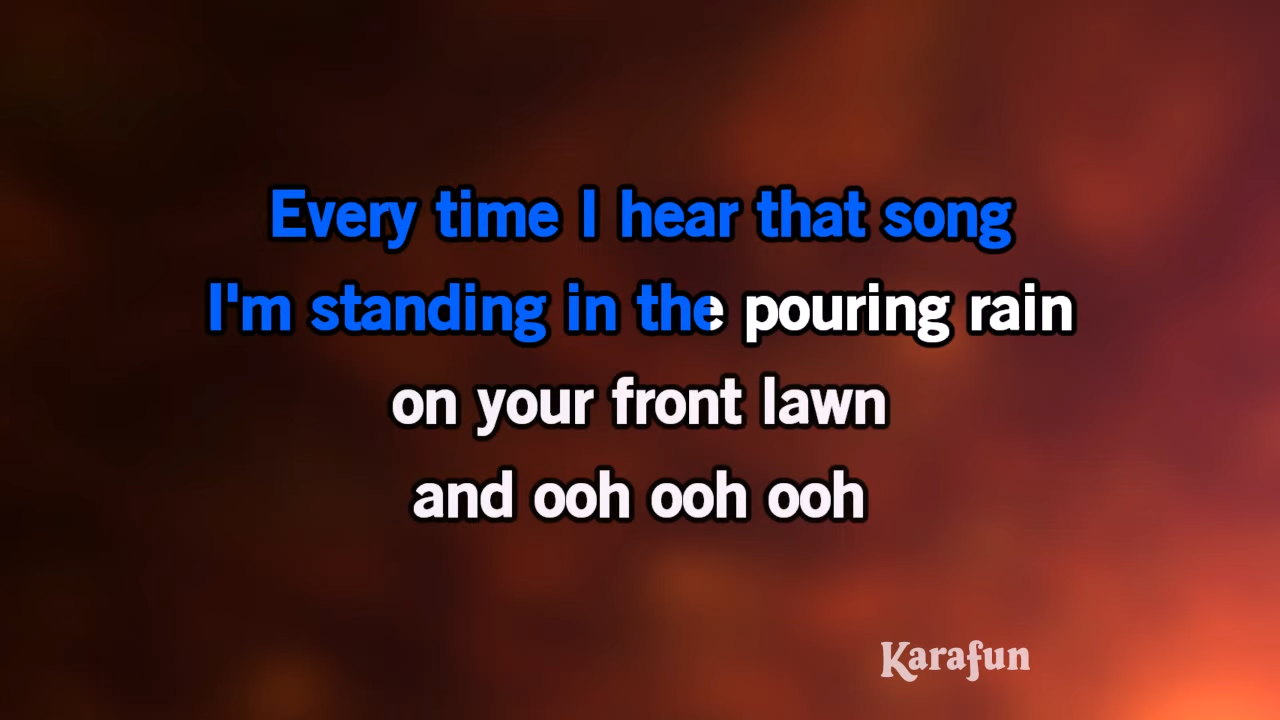 Every time I hear that song
I'm standing in the pouring rain
on your front lawn
and ooh ooh ooh
Karafun